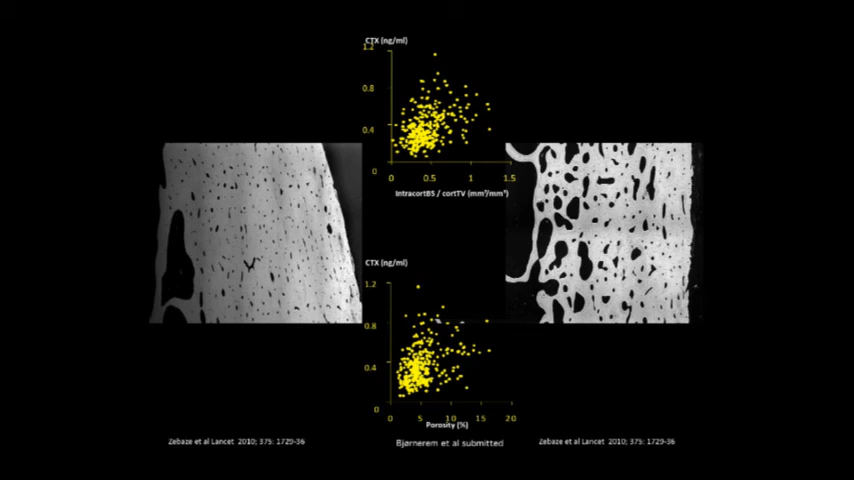 CTX (ng/ml)
1.2
0.8
0.4
0
0 0.5 1 1.5
IntracortBS / cortTV (mm²/mm³)
CTX (ng/ml)
1.2
0.8
0.4
0
0 5 10 15 20
Porosity (%)
Zebaze et al Lancet 2010; 375: 1729-36
Bjørnerem et al submitted
Zebaze et al Lancet 2010; 375: 1729-36